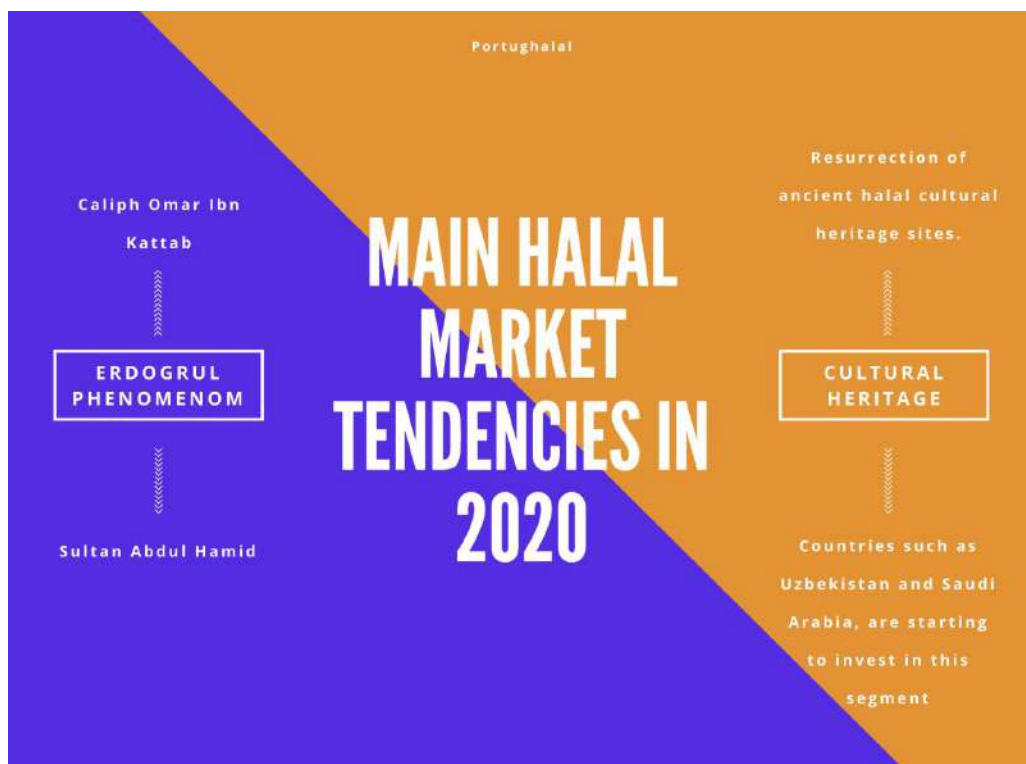 Portughalal
Caliph Omar Ibn
Kattab
ERDOGRUL
PHENOMENOM
Sultan Abdul Hamid
MAIN HALAL
MARKET
TENDENCIES IN
2020
Resurrection of
ancient halal cultural
heritage sites.
CULTURAL
HERITAGE
Countries such as
Uzbekistan and Saudi
Arabia, are starting
to invest in this
segment